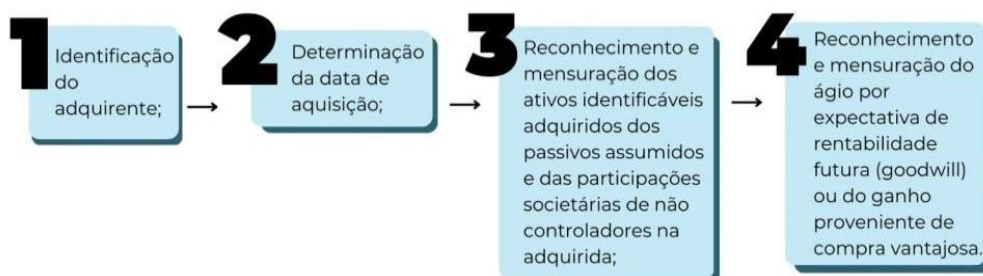 1
Identificação
do
adquirente;
2
Determinação
da data de
aquisição;
3
Reconhecimento e
mensuração dos
ativos identificáveis
adquiridos dos
passivos assumidos
e das participações
societárias de não
controladores na
adquirida;
4
Reconhecimento
e mensuração do
ágio por
expectativa de
rentabilidade
futura (goodwill)
ou do ganho
proveniente de
compra vantajosa.